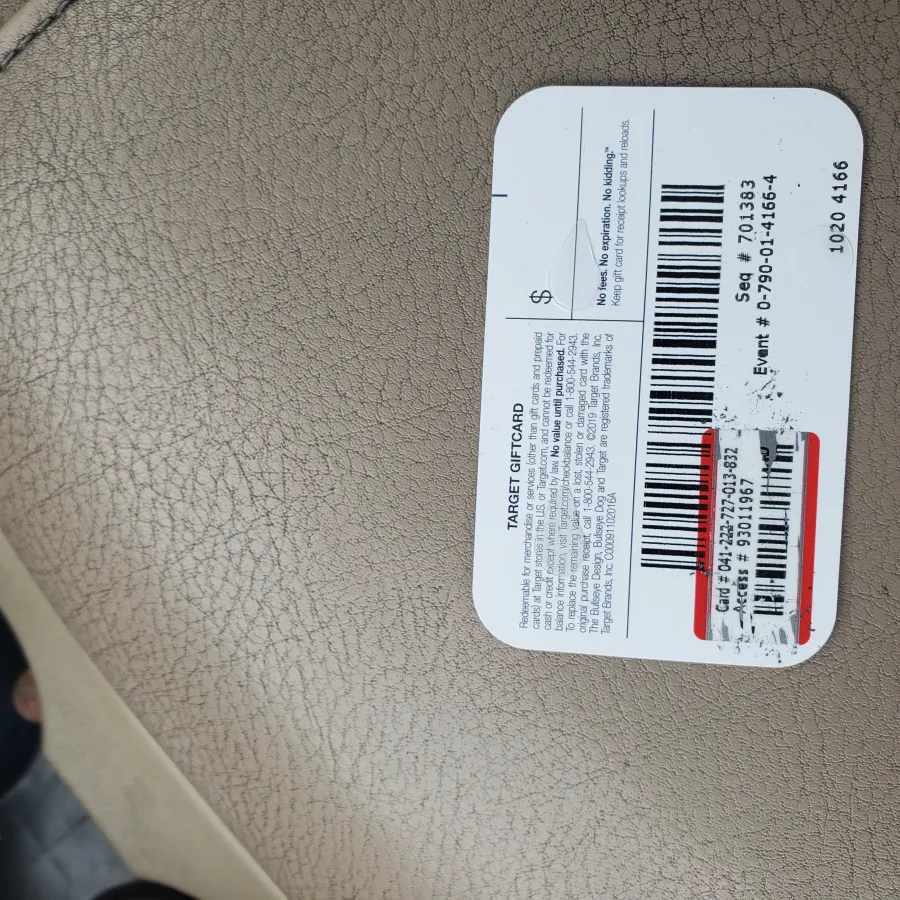 TARGET GIFTCARD
Redeemable for merchandise or services (other than gift cards and prepaid
cards) at Target stores in the U.S. or Target.com, and cannot be redeemed for
cash or credit except where required by law. No value until purchased. For
balance information, visit Target.com/checkbalance or call 1-800-544-2943.
To replace the remaining value on a lost, stolen or damaged card with the
original purchase receipt, call 1-800-544-2943. ©2019 Target Brands, Inc.
The Bullseye Design, Bullseye Dog and Target are registered trademarks of
Target Brands, Inc. C00091102016A
$
No fees. No expiration. No kidding.™
Keep gift card for receipt lookups and reloads.
Card # 041-222-727-013-832
Access # 93011967
Seq # 701383
Event # 0-790-01-4166-4
1020 4166